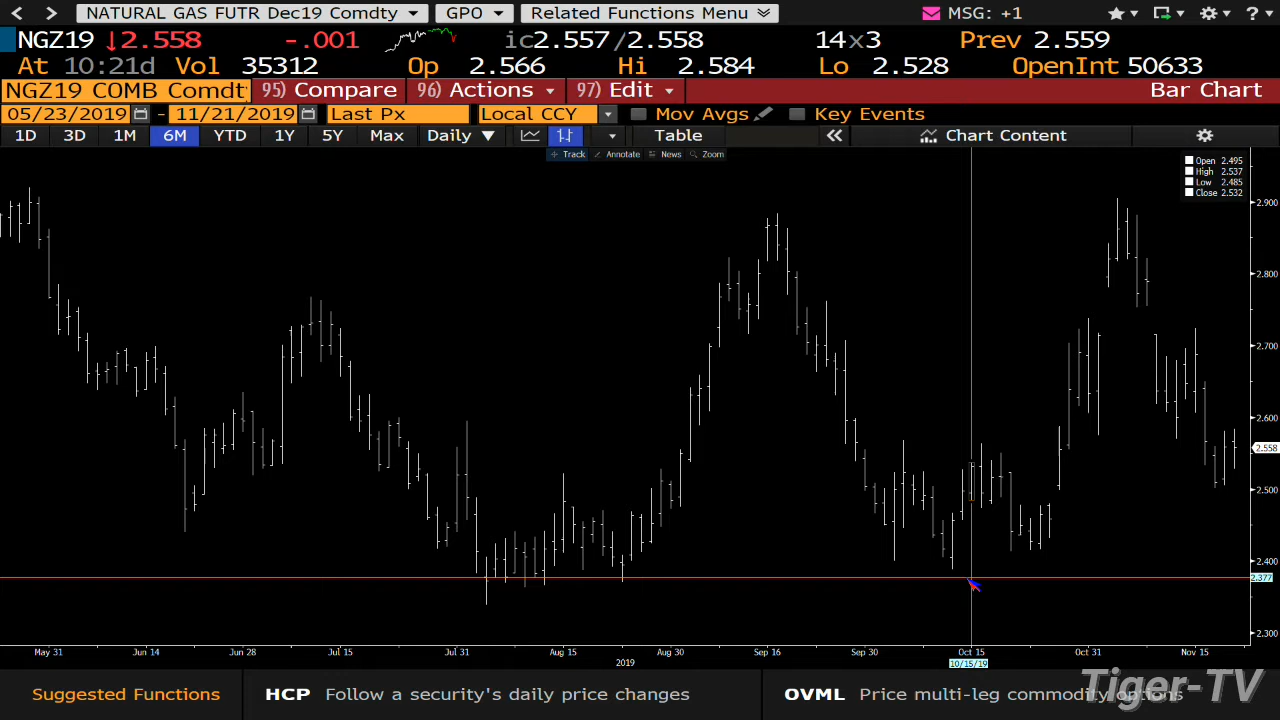 NATURAL GAS FUTR Dec19 Comdty GPO Related Functions Menu MSG: +1 ?
NGZ19 ↓2.558 -.001 ic2.557/2.558 14x3 Prev 2.559
At 10:21d Vol 35312 Op 2.566 Hi 2.584 Lo 2.528 OpenInt 50633
NGZ19 COMB Comdty 95) Compare 96) Actions 97) Edit Bar Chart
05/23/2019 - 11/21/2019 Last Px Local CCY Mov Avgs Key Events
1D 3D 1M 6M YTD 1Y 5Y Max Daily ▼ Table « Chart Content
Track Annotate News Zoom
Open 2.495
High 2.537
Low 2.485
Close 2.532
2.900
2.800
2.700
2.600
2.558
2.500
2.400
2.377
2.300
May 31 Jun 14 Jun 28 Jul 15 Jul 31 Aug 15 Aug 30 Sep 16 Sep 30 Oct 15 Oct 31 Nov 15
2019 10/15/19
Suggested Functions HCP Follow a security's daily price changes OVML Price multi-leg commodity options
Tiger-TV